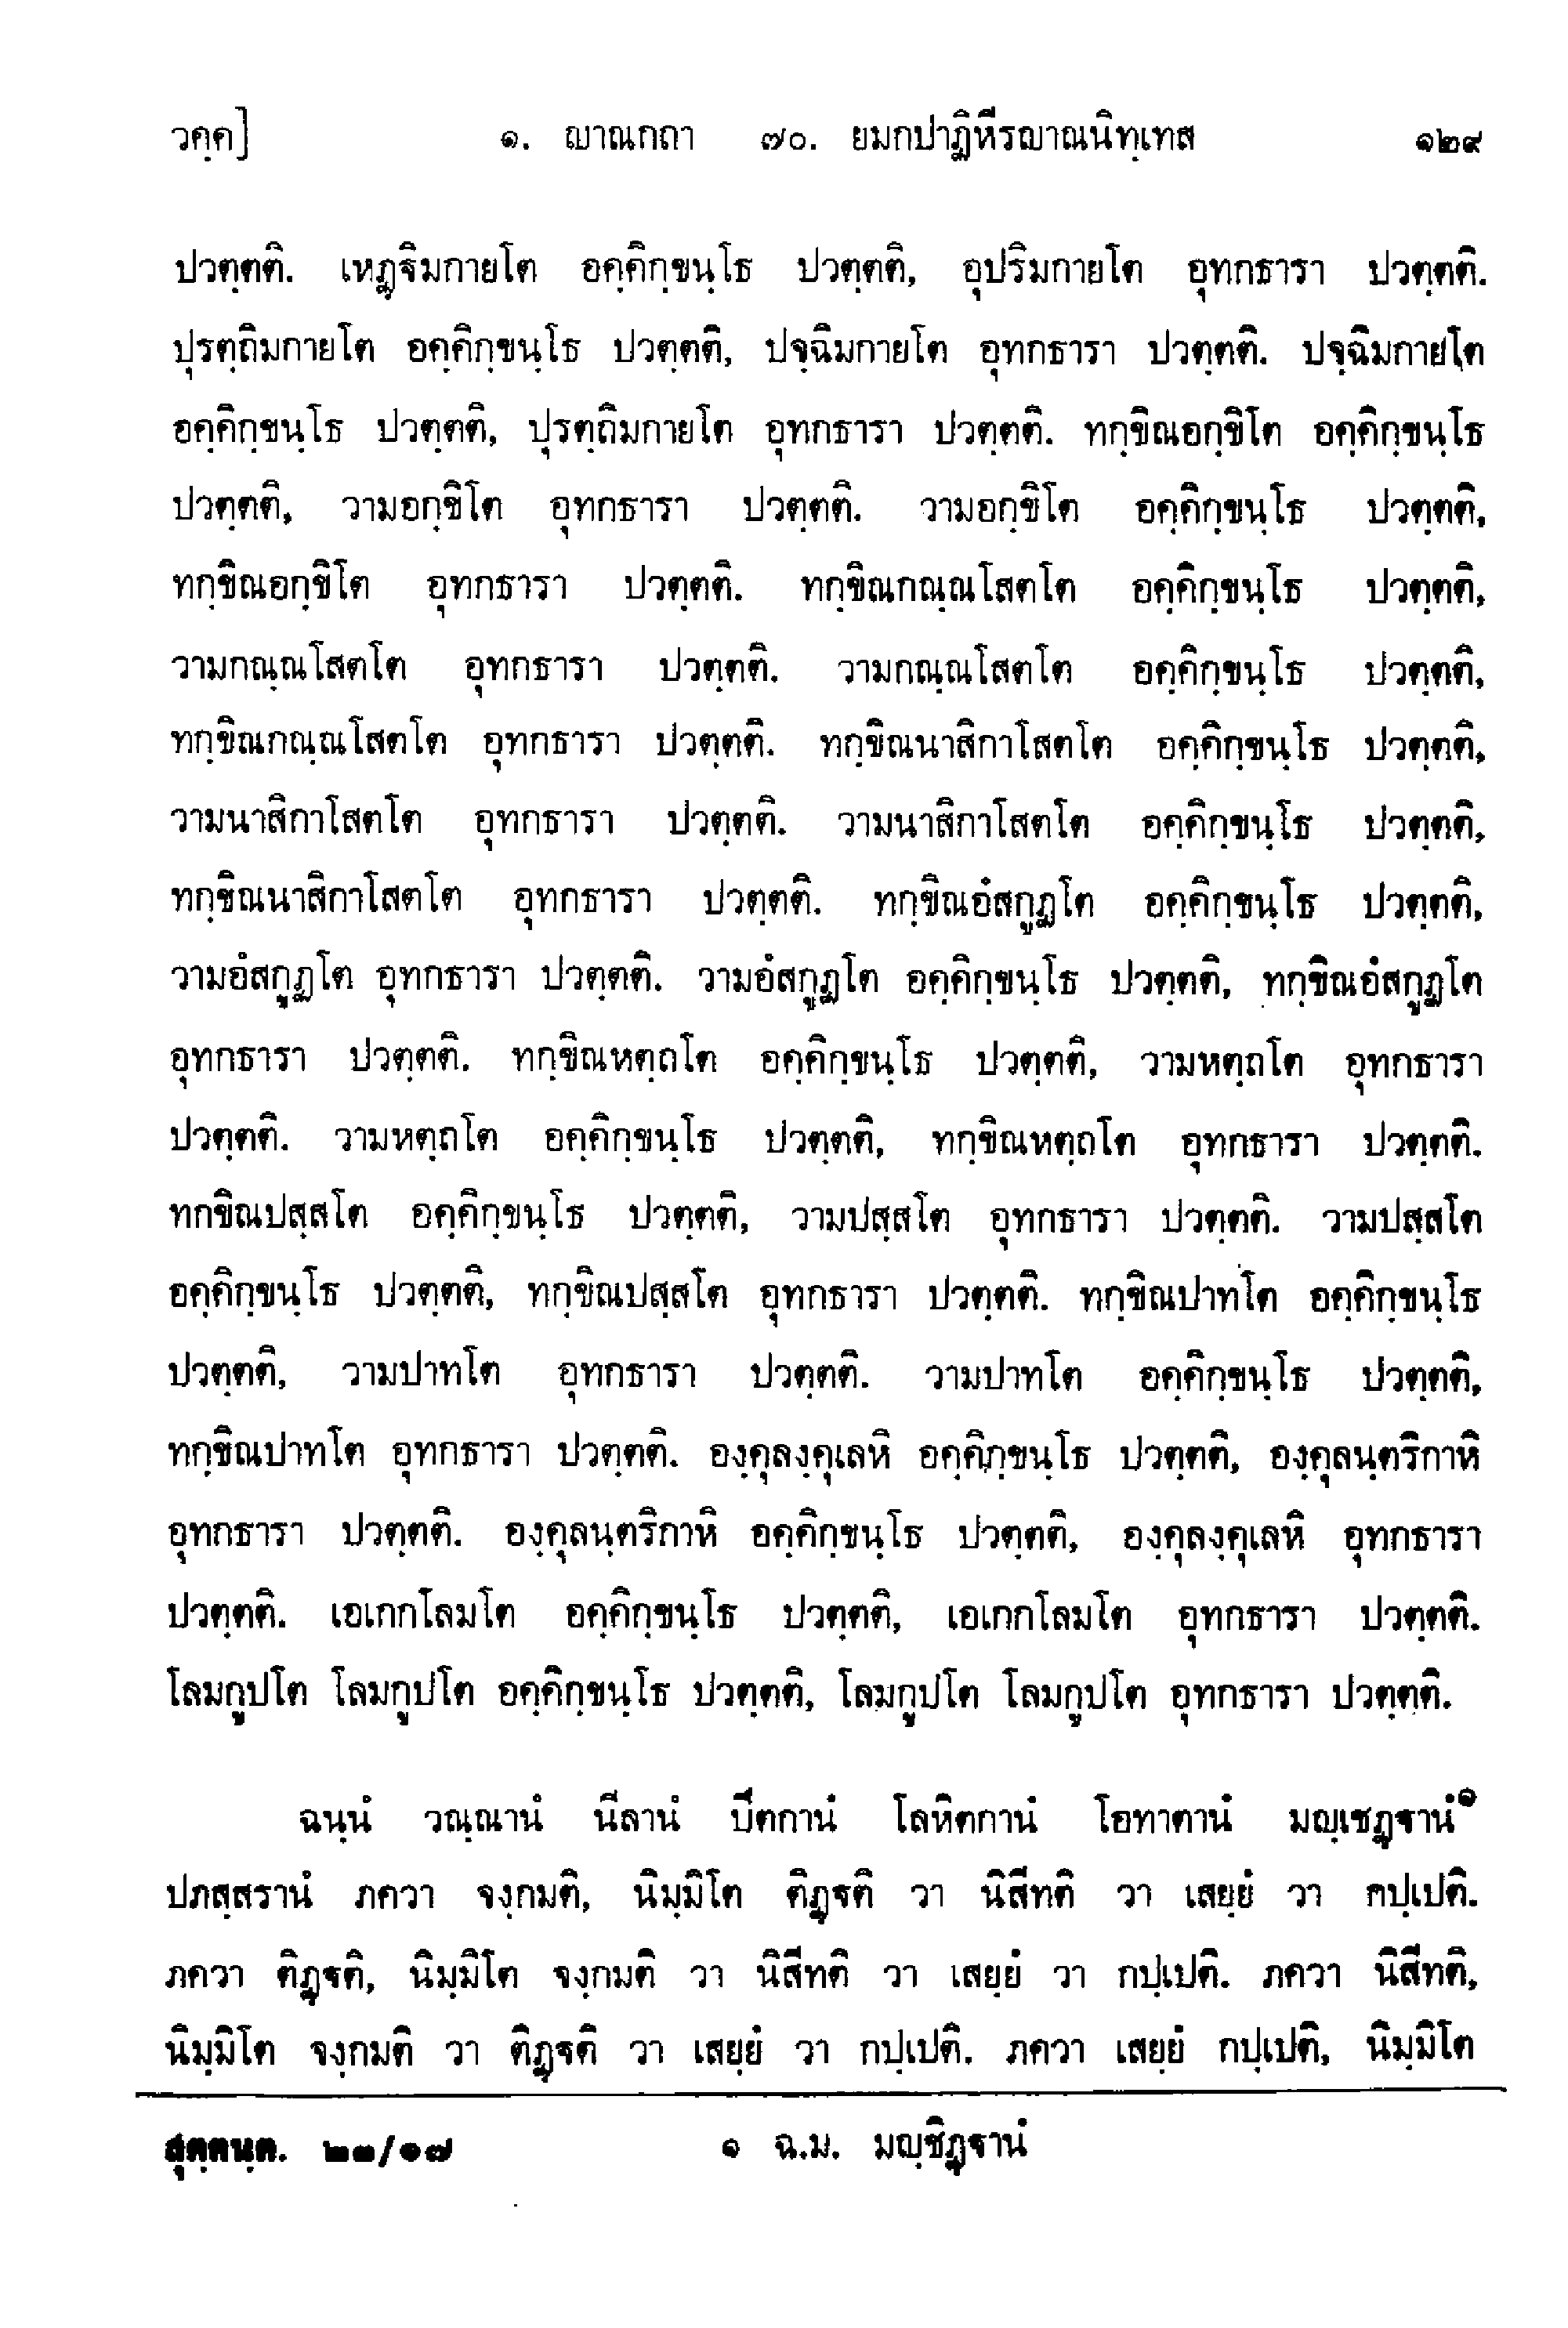 วคฺค]	๑. ญาณกถา ๗๐. ยมกปาฏิหีรญาณนิทฺเทส	๑๒๙
ปวตฺตติ. เหฏฺฐิมกายโต อคฺคิกฺขนฺโธ ปวตฺตติ, อุปริมกายโต อุทกธารา ปวตฺตติ.
ปุรตฺถิมกายโต อคฺคิกฺขนฺโธ ปวตฺตติ, ปจฺฉิมกายโต อุทกธารา ปวตฺตติ. ปจฺฉิมกายโต
อคฺคิกฺขนฺโธ ปวตฺตติ, ปุรตฺถิมกายโต อุทกธารา ปวตฺตติ. ทกฺขิณอกฺขิโต อคฺคิกฺขนฺโธ
ปวตฺตติ, วามอกฺขิโต อุทกธารา ปวตฺตติ. วามอกฺขิโต อคฺคิกฺขนฺโธ ปวตฺตติ,
ทกฺขิณอกฺขิโต อุทกธารา ปวตฺตติ. ทกฺขิณกณฺณโสตโต อคฺคิกฺขนฺโธ ปวตฺตติ,
วามกณฺณโสตโต อุทกธารา ปวตฺตติ. วามกณฺณโสตโต อคฺคิกฺขนฺโธ ปวตฺตติ,
ทกฺขิณกณฺณโสตโต อุทกธารา ปวตฺตติ. ทกฺขิณนาสิกาโสตโต อคฺคิกฺขนฺโธ ปวตฺตติ,
วามนาสิกาโสตโต อุทกธารา ปวตฺตติ. วามนาสิกาโสตโต อคฺคิกฺขนฺโธ ปวตฺตติ,
ทกฺขิณนาสิกาโสตโต อุทกธารา ปวตฺตติ. ทกฺขิณอํสกูฏโต อคฺคิกฺขนฺโธ ปวตฺตติ,
วามอํสกูฏโต อุทกธารา ปวตฺตติ. วามอํสกูฏโต อคฺคิกฺขนฺโธ ปวตฺตติ, ทกฺขิณอํสกูฏโต
อุทกธารา ปวตฺตติ. ทกฺขิณหตฺถโต อคฺคิกฺขนฺโธ ปวตฺตติ, วามหตฺถโต อุทกธารา
ปวตฺตติ. วามหตฺถโต อคฺคิกฺขนฺโธ ปวตฺตติ, ทกฺขิณหตฺถโต อุทกธารา ปวตฺตติ.
ทกขิณปสฺสโต อคฺคิกฺขนฺโธ ปวตฺตติ, วามปสฺสโต อุทกธารา ปวตฺตติ. วามปสฺสโต
อคฺคิกฺขนฺโธ ปวตฺตติ, ทกฺขิณปสฺสโต อุทกธารา ปวตฺตติ. ทกฺขิณปาทโต อคฺคิกฺขนฺโธ
ปวตฺตติ, วามปาทโต อุทกธารา ปวตฺตติ. วามปาทโต อคฺคิกฺขนฺโธ ปวตฺตติ,
ทกฺขิณปาทโต อุทกธารา ปวตฺตติ. องฺคุลงฺคุเลหิ อคฺคิกฺขนฺโธ ปวตฺตติ, องฺคุลนฺตริกาหิ
อุทกธารา ปวตฺตติ. องฺคุลนฺตริกาหิ อคฺคิกฺขนฺโธ ปวตฺตติ, องฺคุลงฺคุเลหิ อุทกธารา
ปวตฺตติ. เอเกกโลมโต อคฺคิกฺขนฺโธ ปวตฺตติ, เอเกกโลมโต อุทกธารา ปวตฺตติ.
โลมกูปโต โลมกูปโต อคฺคิกฺขนฺโธ ปวตฺตติ, โลมกูปโต โลมกูปโต อุทกธารา ปวตฺตติ.
ฉนฺนํ วณฺณานํ นีลานํ ปีตกานํ โลหิตกานํ โอทาตานํ มญฺเชฏฺฐานํ๑
ปภสฺสรานํ ภควา จงฺกมติ, นิมฺมิโต ติฏฺฐติ วา นิสีทติ วา เสยฺยํ วา กปฺเปติ.
ภควา ติฏฺฐติ, นิมฺมิโต จงฺกมติ วา นิสีทติ วา เสยฺยํ วา กปฺเปติ. ภควา นิสีทติ,
นิมฺมิโต จงฺกมติ วา ติฏฺฐติ วา เสยฺยํ วา กปฺเปติ. ภควา เสยฺยํ กปฺเปติ, นิมฺมิโต
สุตฺตนฺต. ๒๓/๑๗	๑ ฉ.ม. มญฺชิฏฺฐานํ